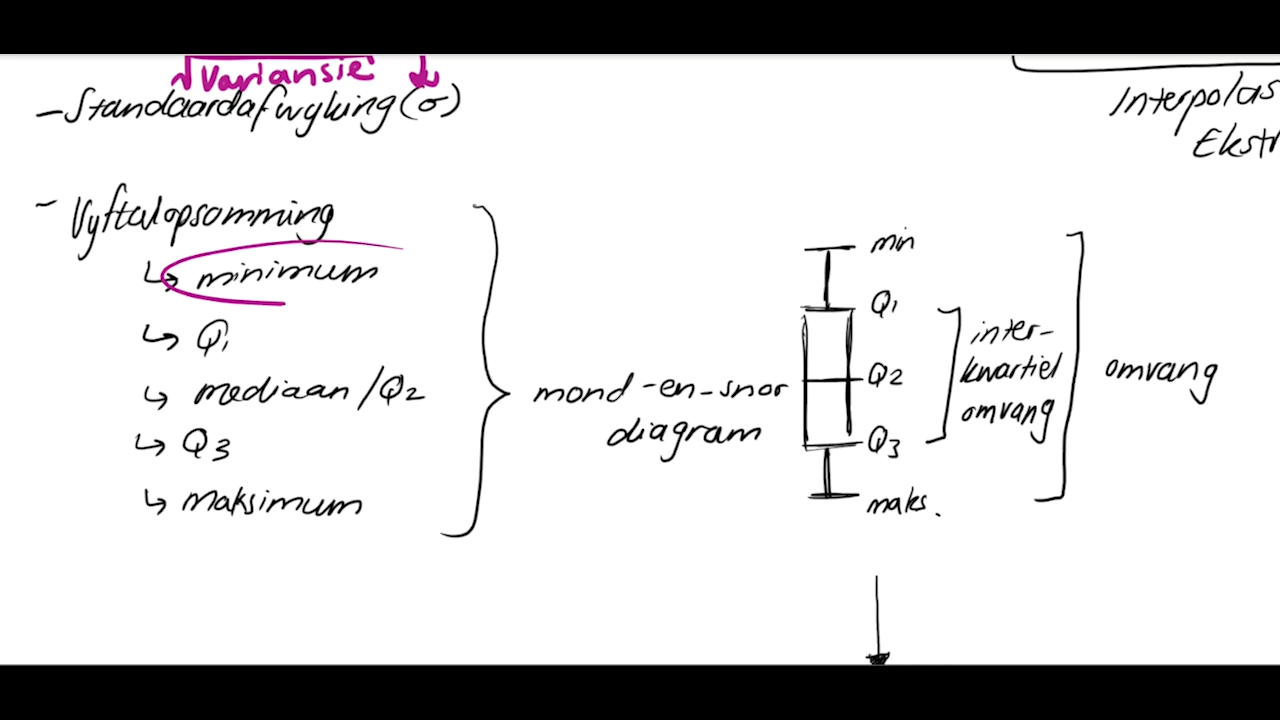 √Variansie
- Standaardafwyking (σ)
- Vyftalopsomming
↳ minimum
↳ Q1
↳ mediaan/Q2
↳ Q3
↳ maksimum
mond-en-snor
diagram
min
Q1
Q2
Q3
maks.
inter-
kwartiel
omvang
omvang
Interpolas
Ekstr